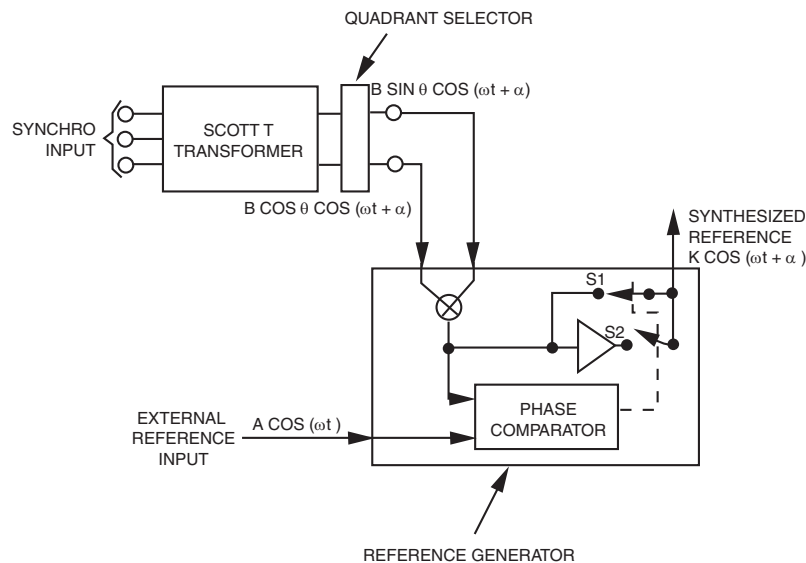 QUADRANT SELECTOR
B SIN θ COS (ωt + α)
SYNCHRO
INPUT
SCOTT T
TRANSFORMER
B COS θ COS (ωt + α)
SYNTHESIZED
REFERENCE
K COS (ωt + α )
S1
S2
EXTERNAL
REFERENCE
INPUT
A COS (ωt )
PHASE
COMPARATOR
REFERENCE GENERATOR